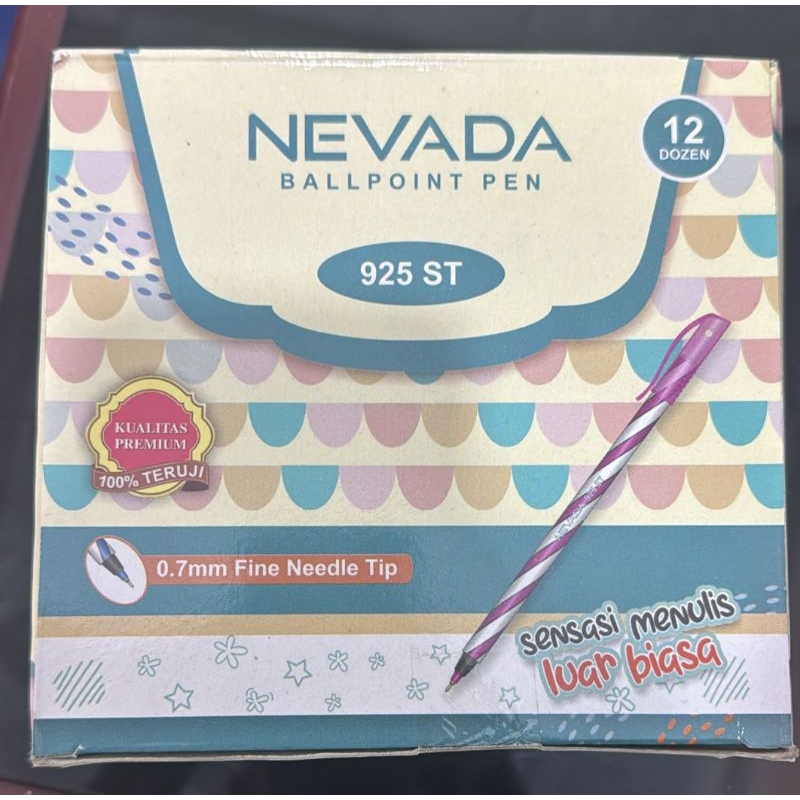 NEVADA
BALLPOINT PEN
12
DOZEN
925 ST
KUALITAS
PREMIUM
100% TERUJI
0.7mm Fine Needle Tip
sensasi menulis
luar biasa